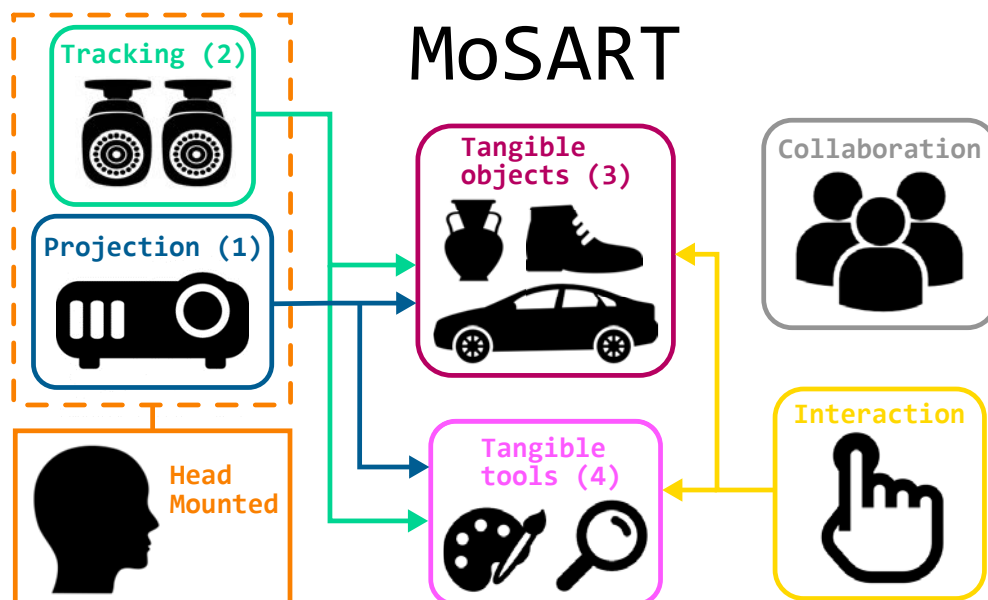 MoSART
Tracking (2)
Projection (1)
Head
Mounted
Tangible
objects (3)
Tangible
tools (4)
Collaboration
Interaction